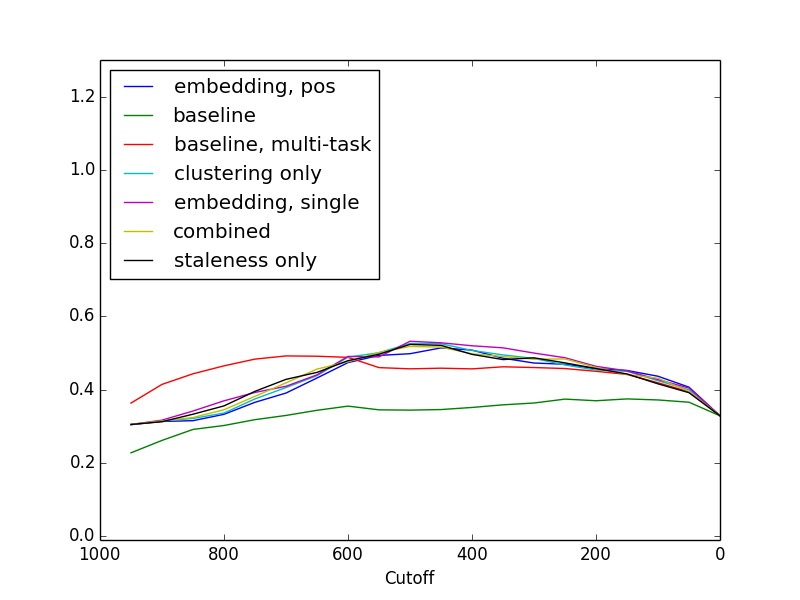 1.2
1.0
0.8
0.6
0.4
0.2
0.0
embedding, pos
baseline
baseline, multi-task
clustering only
embedding, single
combined
staleness only
1000 800 600 400 200 0
Cutoff